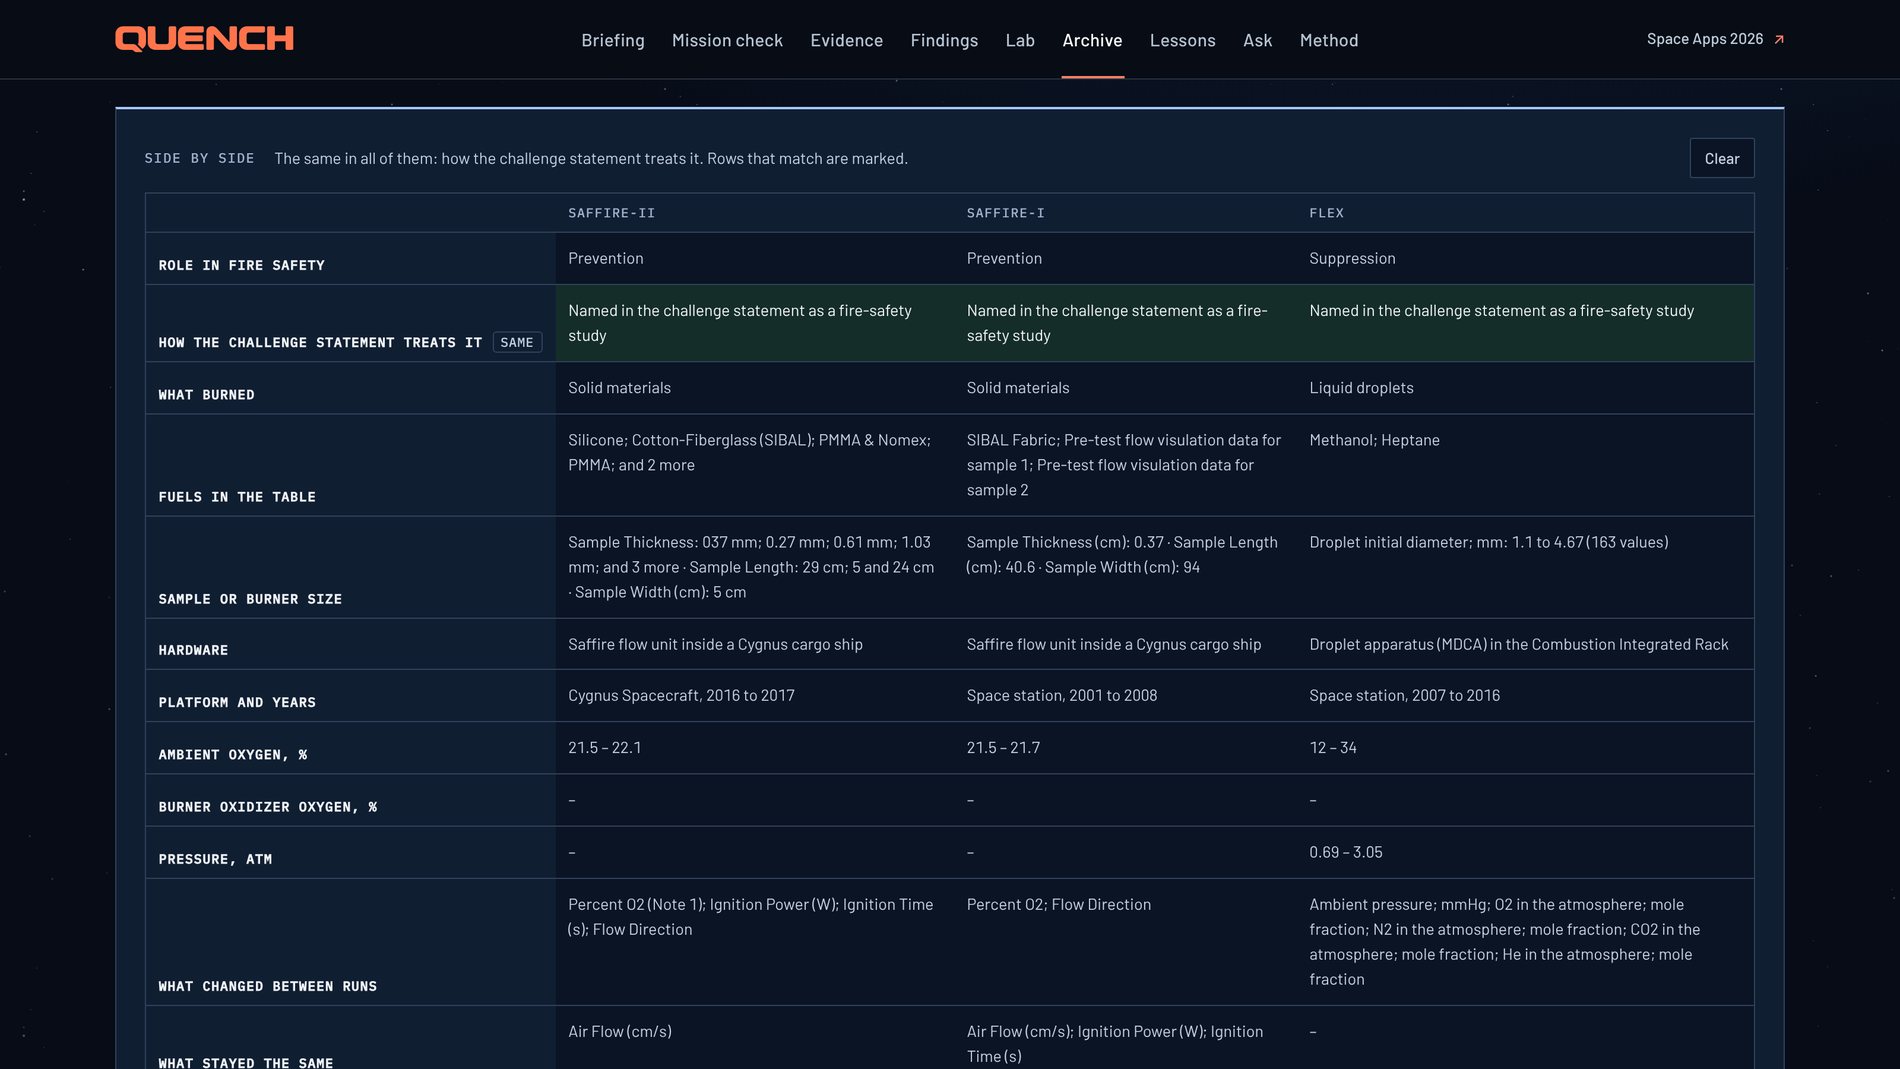 QUENCH
Briefing
Mission check
Evidence
Findings
Lab
Archive
Lessons
Ask
Method
Space Apps 2026 ↗
SIDE BY SIDE
The same in all of them: how the challenge statement treats it. Rows that match are marked.
Clear
SAFFIRE-II
SAFFIRE-I
FLEX
ROLE IN FIRE SAFETY
Prevention
Prevention
Suppression
HOW THE CHALLENGE STATEMENT TREATS IT SAME
Named in the challenge statement as a fire-safety
study
Named in the challenge statement as a fire-
safety study
Named in the challenge statement as a fire-safety study
WHAT BURNED
Solid materials
Solid materials
Liquid droplets
FUELS IN THE TABLE
Silicone; Cotton-Fiberglass (SIBAL); PMMA & Nomex;
PMMA; and 2 more
SIBAL Fabric; Pre-test flow visulation data for
sample 1; Pre-test flow visulation data for
sample 2
Methanol; Heptane
SAMPLE OR BURNER SIZE
Sample Thickness: 037 mm; 0.27 mm; 0.61 mm; 1.03
mm; and 3 more · Sample Length: 29 cm; 5 and 24 cm
· Sample Width (cm): 5 cm
Sample Thickness (cm): 0.37 · Sample Length
(cm): 40.6 · Sample Width (cm): 94
Droplet initial diameter; mm: 1.1 to 4.67 (163 values)
HARDWARE
Saffire flow unit inside a Cygnus cargo ship
Saffire flow unit inside a Cygnus cargo ship
Droplet apparatus (MDCA) in the Combustion Integrated Rack
PLATFORM AND YEARS
Cygnus Spacecraft, 2016 to 2017
Space station, 2001 to 2008
Space station, 2007 to 2016
AMBIENT OXYGEN, %
21.5 – 22.1
21.5 – 21.7
12 – 34
BURNER OXIDIZER OXYGEN, %
–
–
–
PRESSURE, ATM
–
–
0.69 – 3.05
WHAT CHANGED BETWEEN RUNS
Percent O2 (Note 1); Ignition Power (W); Ignition Time
(s); Flow Direction
Percent O2; Flow Direction
Ambient pressure; mmHg; O2 in the atmosphere; mole
fraction; N2 in the atmosphere; mole fraction; CO2 in the
atmosphere; mole fraction; He in the atmosphere; mole
fraction
WHAT STAYED THE SAME
Air Flow (cm/s)
Air Flow (cm/s); Ignition Power (W); Ignition
Time (s)
–